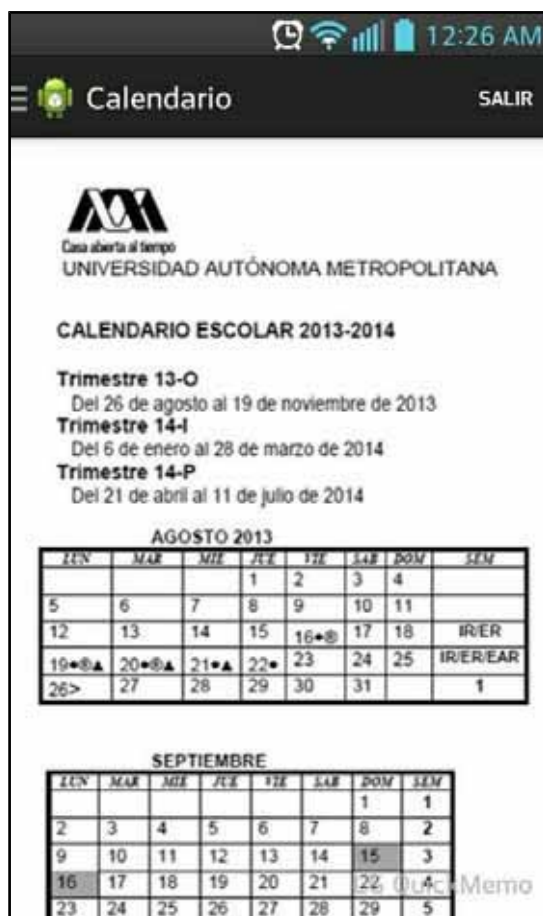 12:26 AM
Calendario SALIR
Casa abierta al tiempo
UNIVERSIDAD AUTÓNOMA METROPOLITANA
CALENDARIO ESCOLAR 2013-2014
Trimestre 13-O
Del 26 de agosto al 19 de noviembre de 2013
Trimestre 14-I
Del 6 de enero al 28 de marzo de 2014
Trimestre 14-P
Del 21 de abril al 11 de julio de 2014
AGOSTO 2013
LUN MAR MIE JUE VIE SAB DOM SEM
1 2 3 4
5 6 7 8 9 10 11
12 13 14 15 16●® 17 18 IR/ER
19●®▲ 20●®▲ 21●▲ 22● 23 24 25 IR/ER/EAR
26> 27 28 29 30 31 1
SEPTIEMBRE
LUN MAR MIE JUE VIE SAB DOM SEM
1 1
2 3 4 5 6 7 8 2
9 10 11 12 13 14 15 3
16 17 18 19 20 21 22 4
QuickMemo
23 24 25 26 27 28 29 5